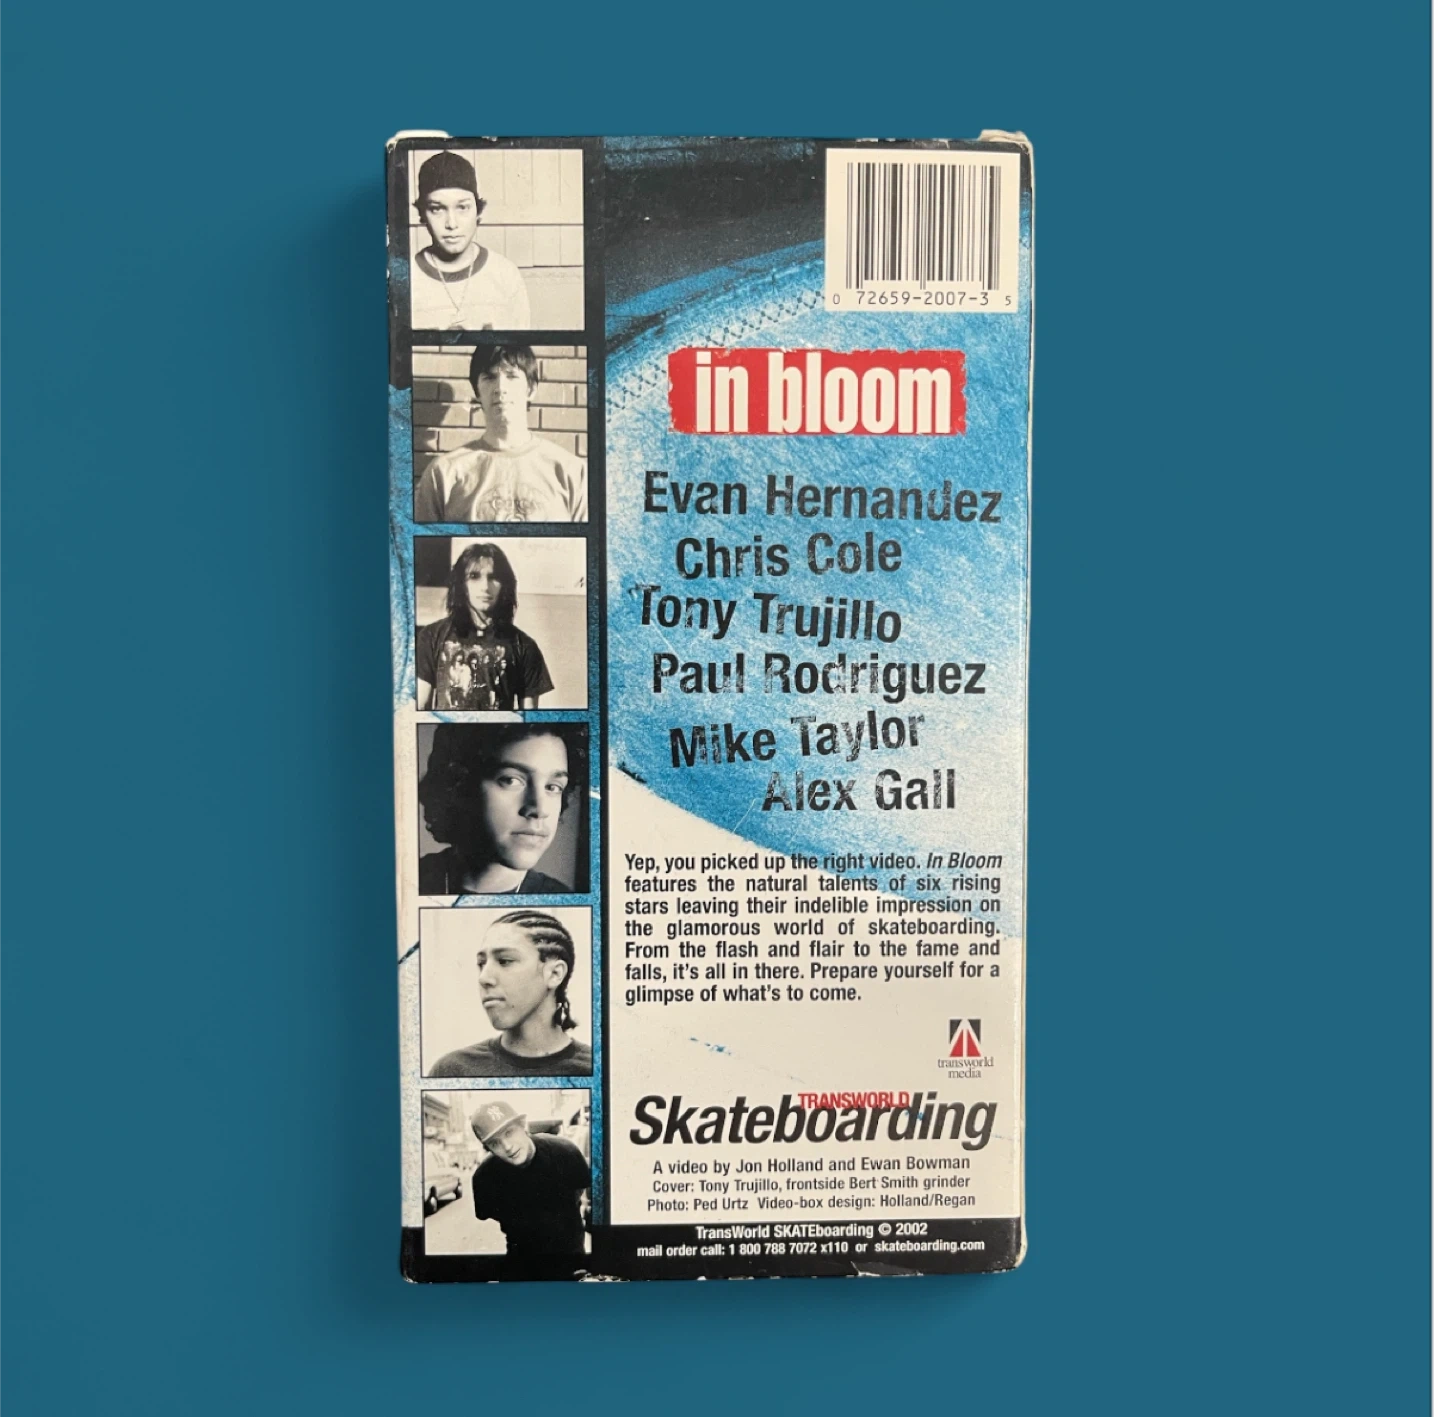 0 72659-2007-3 5
in bloom
Evan Hernandez
Chris Cole
Tony Trujillo
Paul Rodriguez
Mike Taylor
Alex Gall
Yep, you picked up the right video. In Bloom
features the natural talents of six rising
stars leaving their indelible impression on
the glamorous world of skateboarding.
From the flash and flair to the fame and
falls, it's all in there. Prepare yourself for a
glimpse of what's to come.
transworld
media
TRANSWORLD
Skateboarding
A video by Jon Holland and Ewan Bowman
Cover: Tony Trujillo, frontside Bert Smith grinder
Photo: Ped Urtz Video-box design: Holland/Regan
TransWorld SKATEboarding © 2002
mail order call: 1 800 788 7072 x110 or skateboarding.com